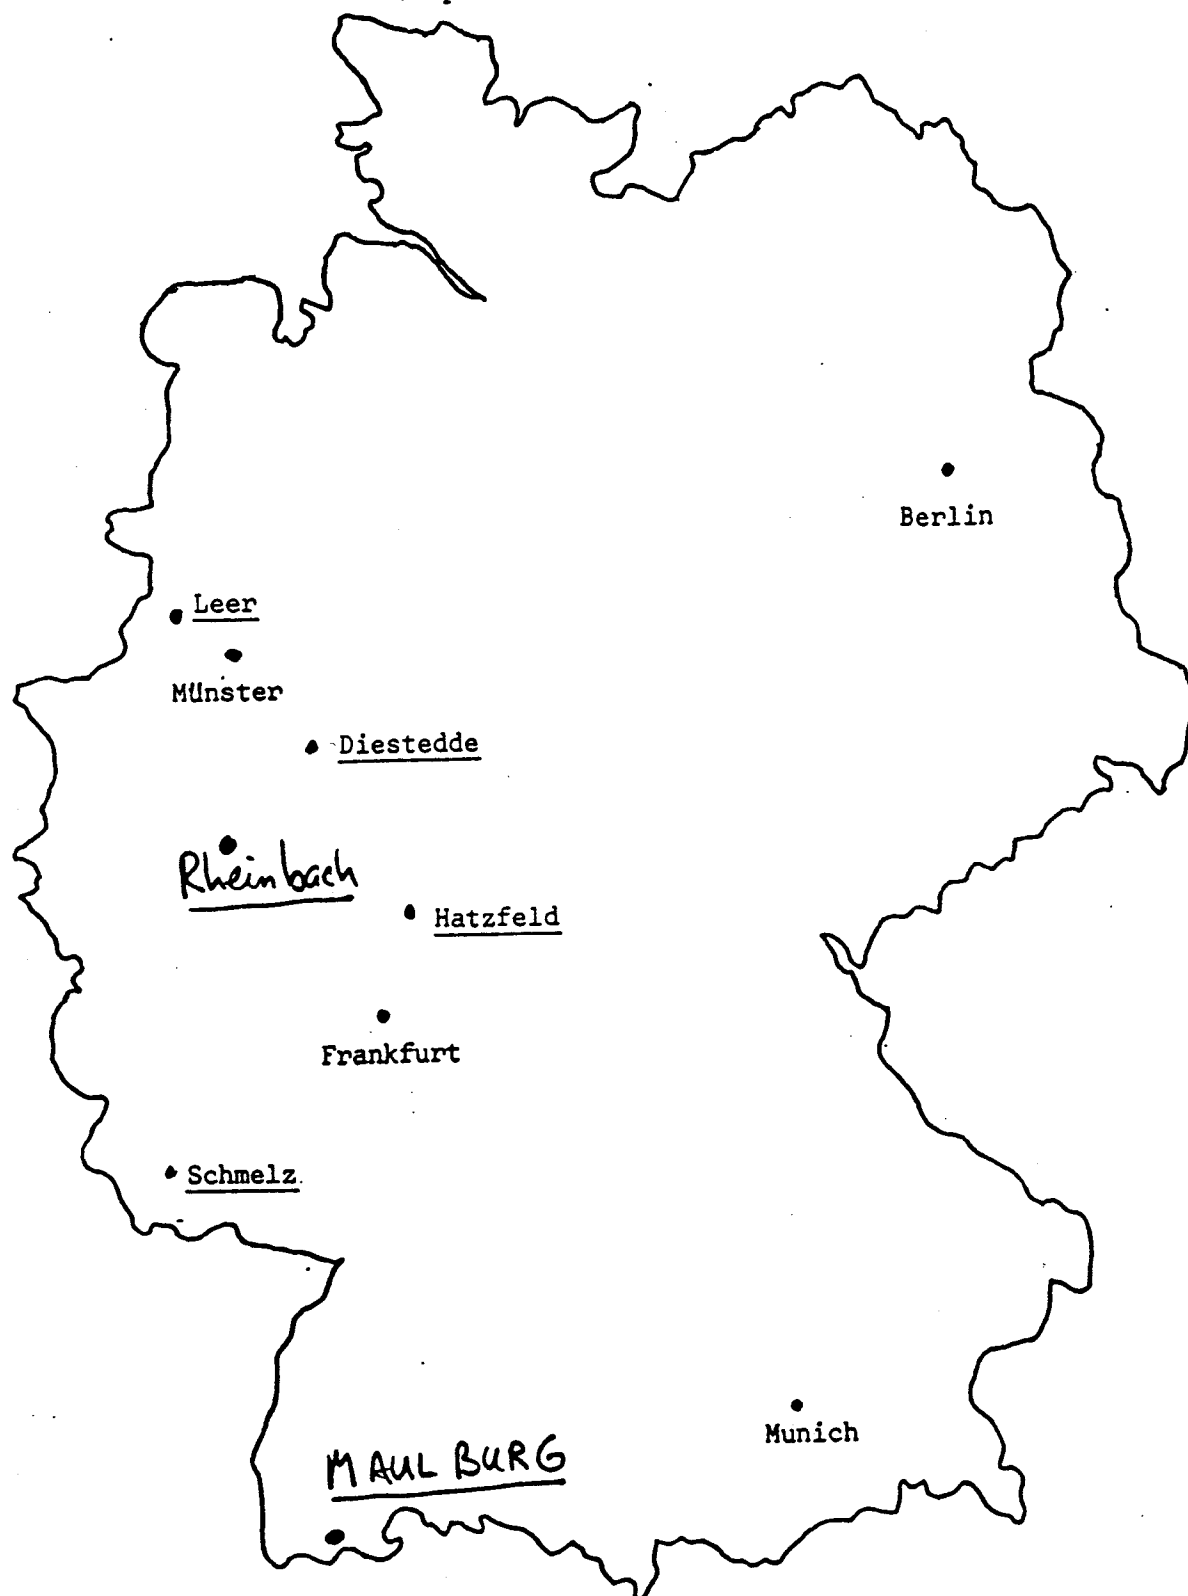 Berlin
Leer
Münster
Diestedde
Rheinbach
Hatzfeld
Frankfurt
Schmelz
Munich
MAULBURG